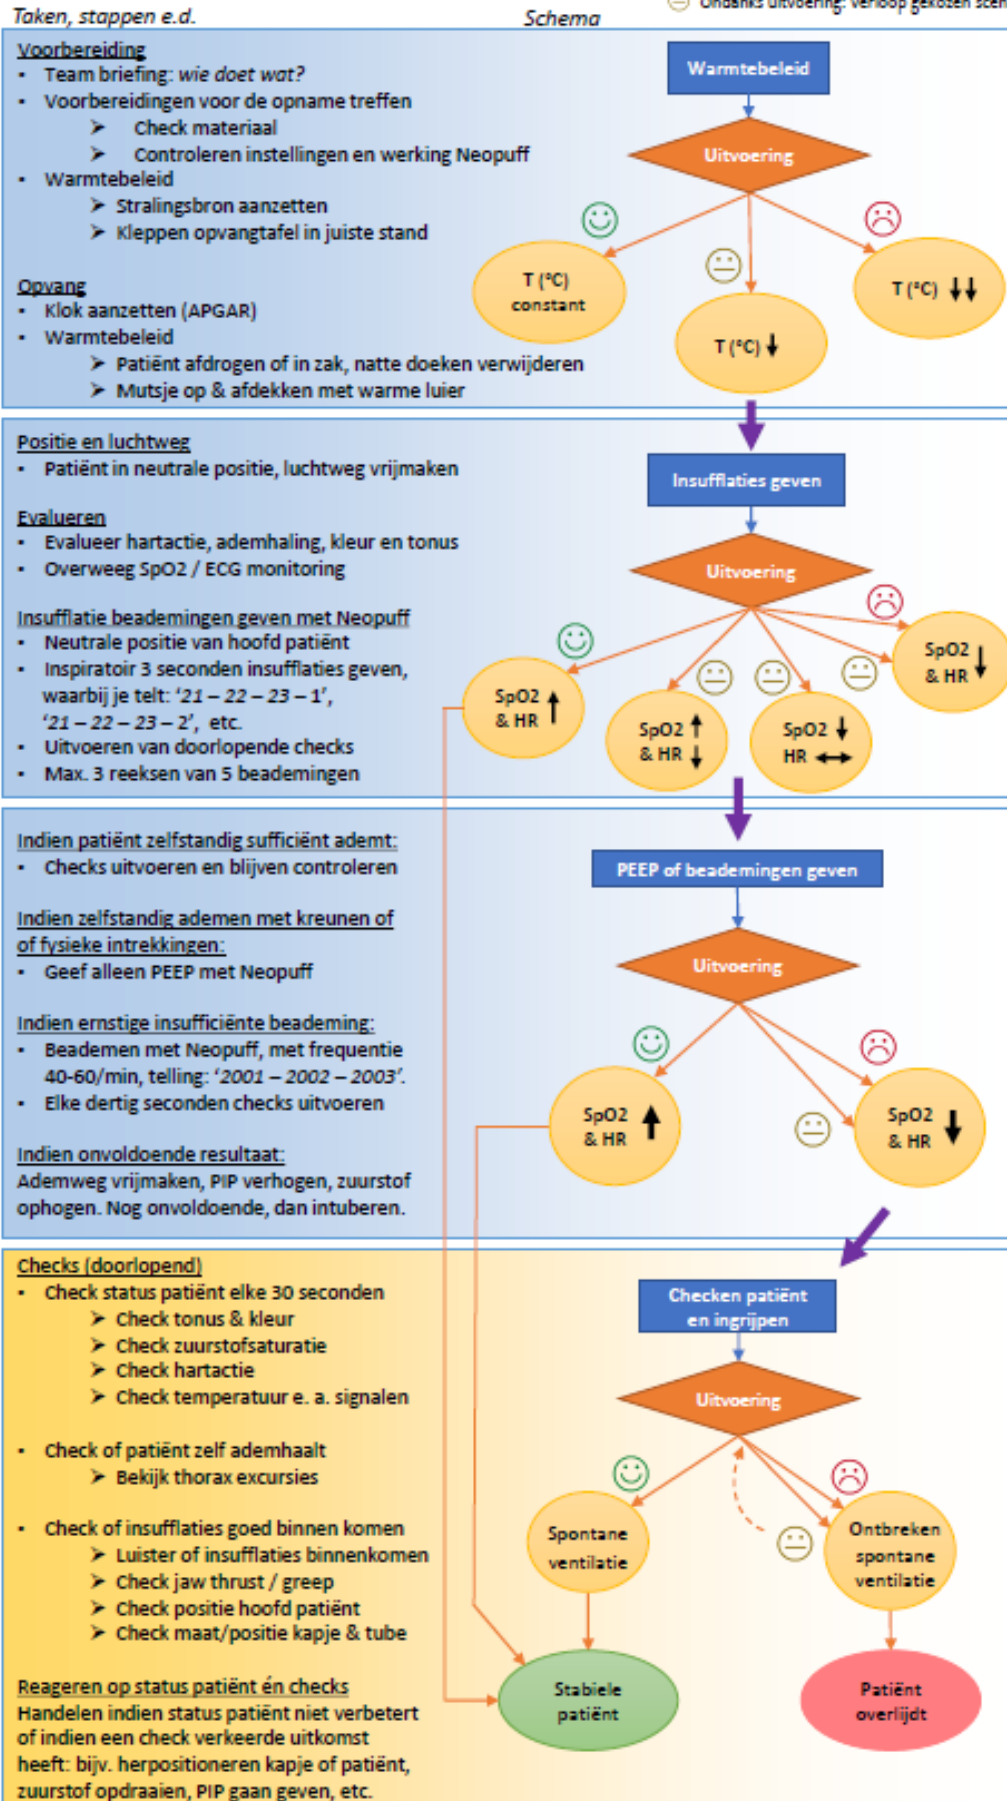 Taken, stappen e.d.
Schema
Ondanks uitvoering: verloop gekozen
Voorbereiding
▪ Team briefing: wie doet wat?
▪ Voorbereidingen voor de opname treffen
➤ Check materiaal
➤ Controleren instellingen en werking Neopuff
▪ Warmtebeleid
➤ Stralingsbron aanzetten
➤ Kleppen opvangtafel in juiste stand
Opvang
▪ Klok aanzetten (APGAR)
▪ Warmtebeleid
➤ Patiënt afdrogen of in zak, natte doeken verwijderen
➤ Mutsje op & afdekken met warme luier
Warmtebeleid
Uitvoering
T (°C)
constant
T (°C) ↓
T (°C) ↓↓
Positie en luchtweg
▪ Patiënt in neutrale positie, luchtweg vrijmaken
Evalueren
▪ Evalueer hartactie, ademhaling, kleur en tonus
▪ Overweeg SpO2 / ECG monitoring
Insufflatie beademingen geven met Neopuff
▪ Neutrale positie van hoofd patiënt
▪ Inspiratoir 3 seconden insufflaties geven,
waarbij je telt: ‘21 – 22 – 23 – 1’,
‘21 – 22 – 23 – 2’, etc.
▪ Uitvoeren van doorlopende checks
▪ Max. 3 reeksen van 5 beademingen
Insufflaties geven
Uitvoering
SpO2
& HR ↑
SpO2 ↑
& HR ↓
SpO2 ↓
HR ↔
SpO2
& HR ↓
Indien patiënt zelfstandig sufficiënt ademt:
▪ Checks uitvoeren en blijven controleren
Indien zelfstandig ademen met kreunen of
of fysieke intrekkingen:
▪ Geef alleen PEEP met Neopuff
Indien ernstige insufficiënte beademing:
▪ Beademen met Neopuff, met frequentie
40-60/min, telling: ‘2001 – 2002 – 2003’.
▪ Elke dertig seconden checks uitvoeren
Indien onvoldoende resultaat:
Ademweg vrijmaken, PIP verhogen, zuurstof
ophogen. Nog onvoldoende, dan intuberen.
PEEP of beademingen geven
Uitvoering
SpO2
& HR ↑
SpO2
& HR ↓
Checks (doorlopend)
▪ Check status patiënt elke 30 seconden
➤ Check tonus & kleur
➤ Check zuurstofsaturatie
➤ Check hartactie
➤ Check temperatuur e. a. signalen
▪ Check of patiënt zelf ademhaalt
➤ Bekijk thorax excursies
▪ Check of insufflaties goed binnen komen
➤ Luister of insufflaties binnenkomen
➤ Check jaw thrust / greep
➤ Check positie hoofd patiënt
➤ Check maat/positie kapje & tube
Reageren op status patiënt én checks
Handelen indien status patiënt niet verbetert
of indien een check verkeerde uitkomst
heeft: bijv. herpositioneren kapje of patiënt,
zuurstof opdraaien, PIP gaan geven, etc.
Checken patiënt
en ingrijpen
Uitvoering
Spontane
ventilatie
Ontbreken
spontane
ventilatie
Stabiele
patiënt
Patiënt
overlijdt